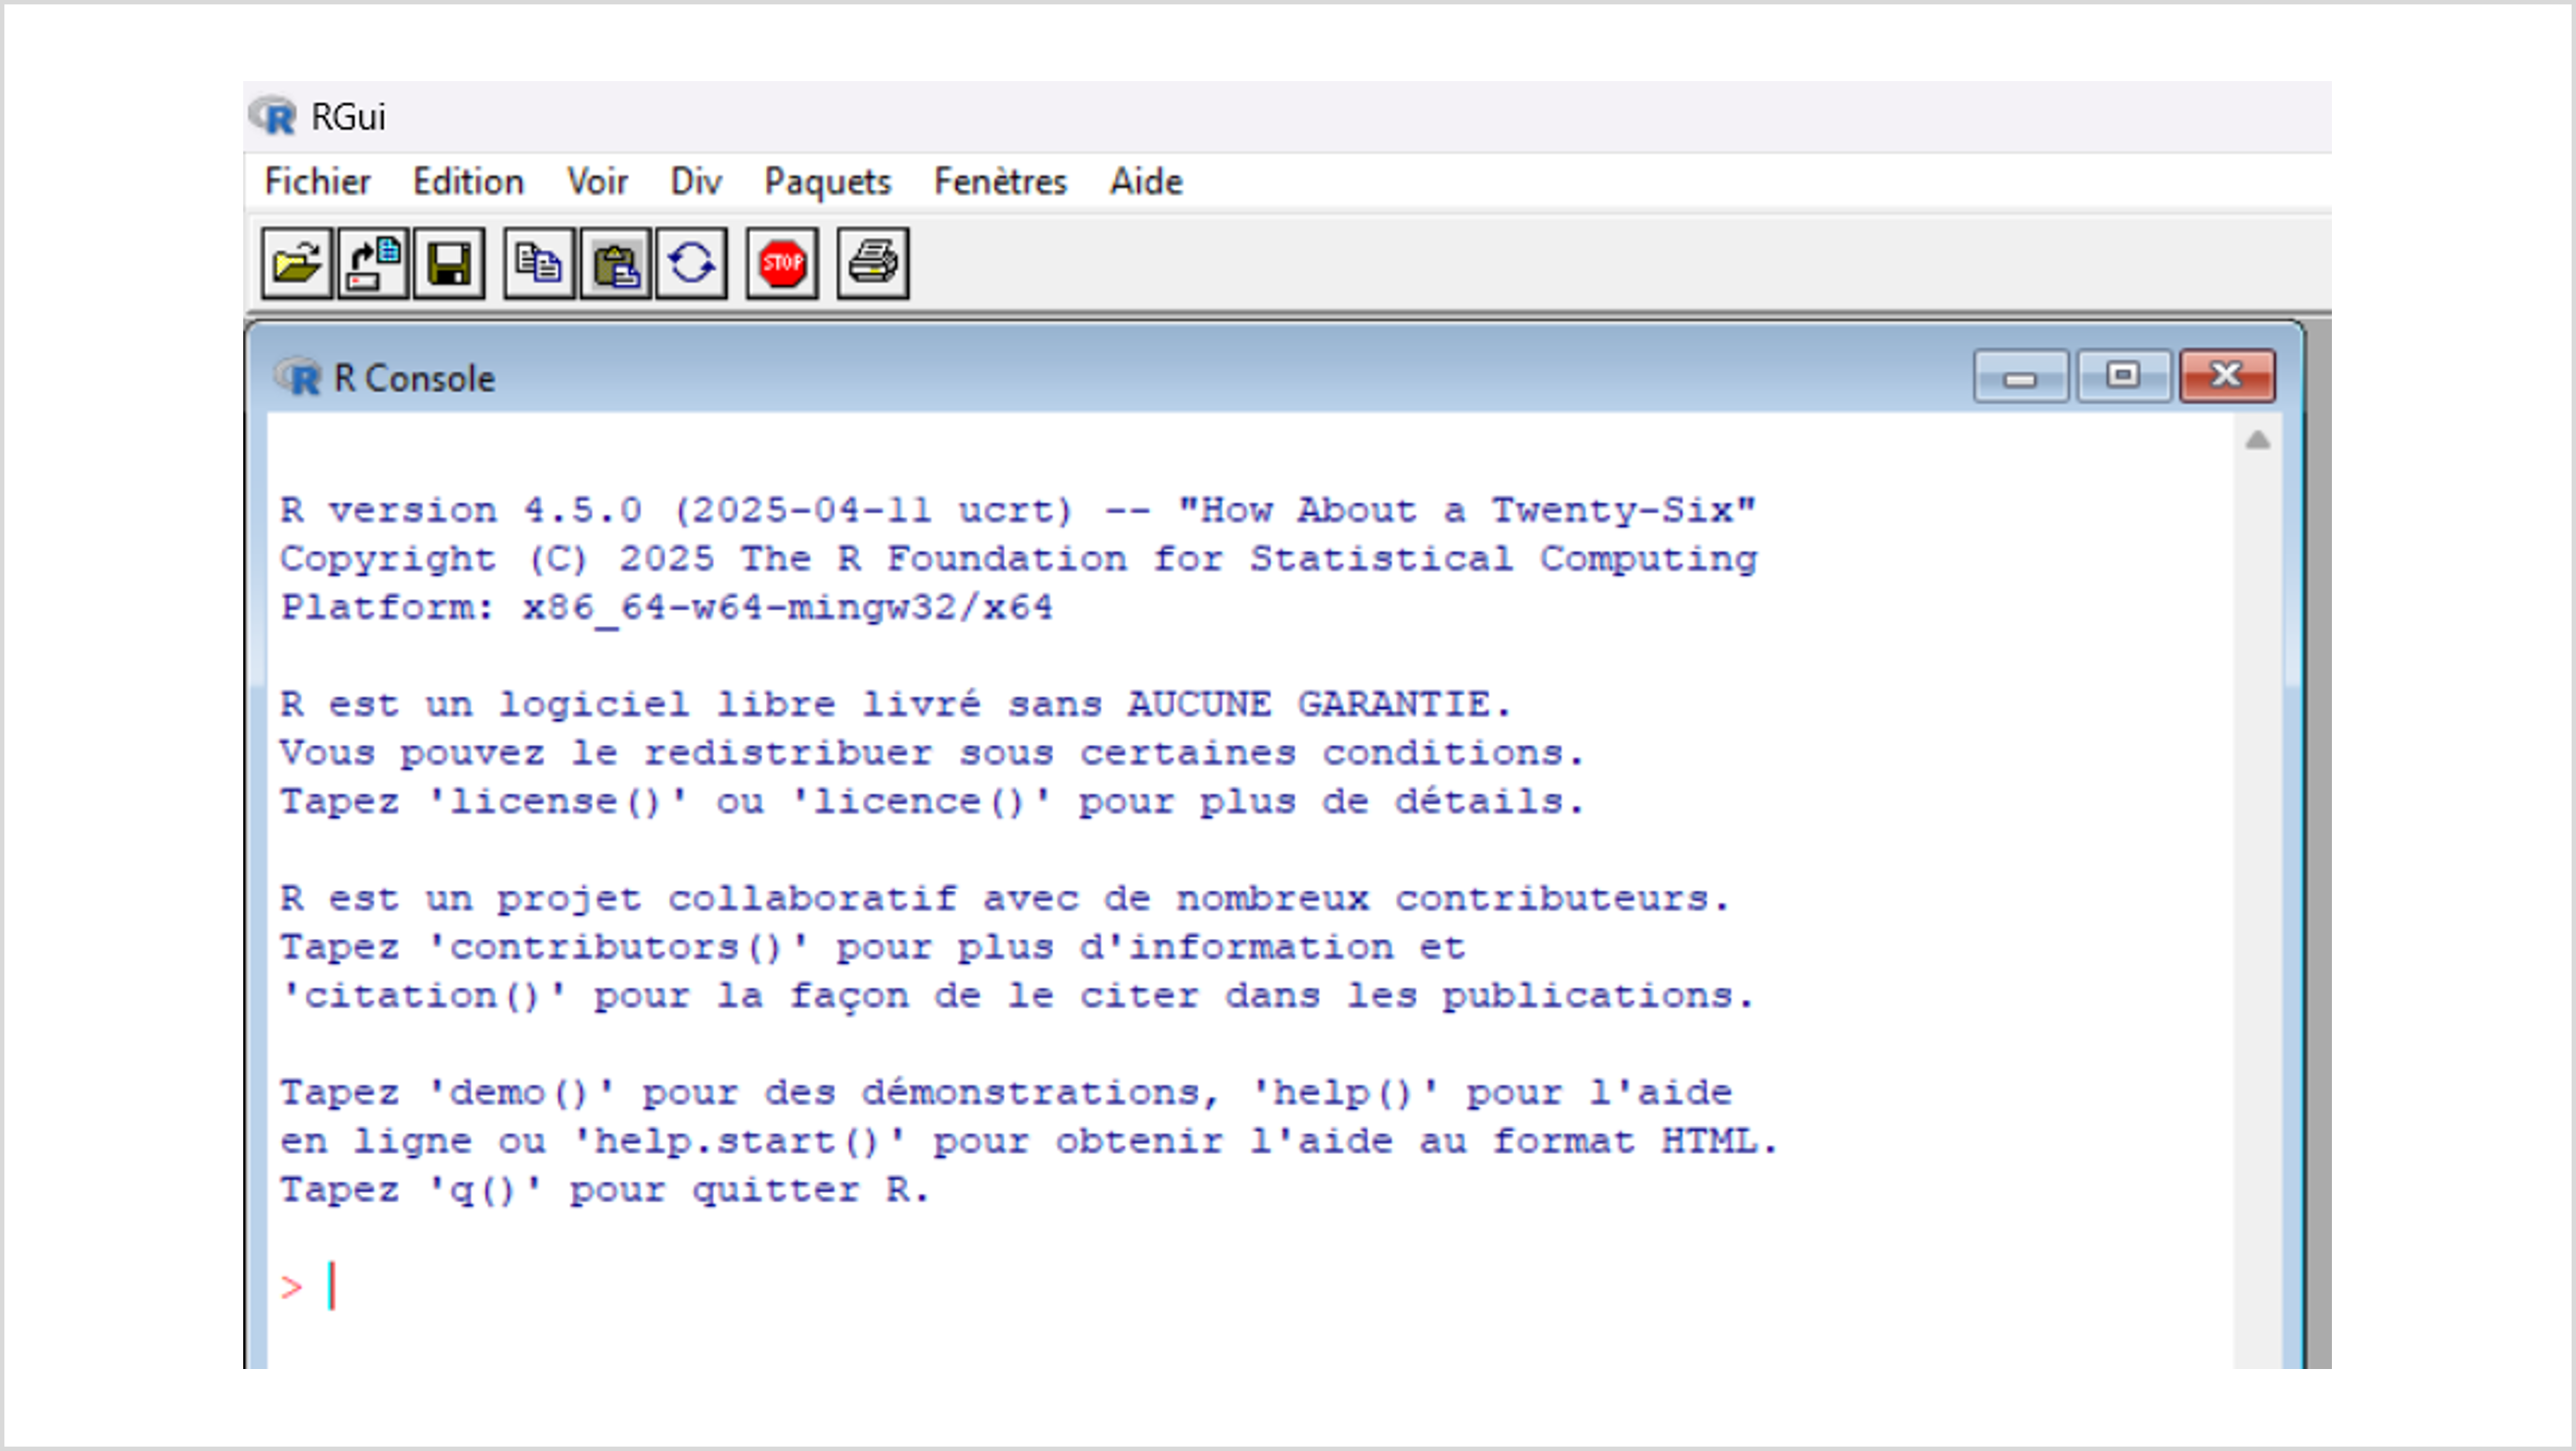 RGui
Fichier Edition Voir Div Paquets Fenêtres Aide
STOP
R Console
R version 4.5.0 (2025-04-11 ucrt) -- "How About a Twenty-Six"
Copyright (C) 2025 The R Foundation for Statistical Computing
Platform: x86_64-w64-mingw32/x64
R est un logiciel libre livré sans AUCUNE GARANTIE.
Vous pouvez le redistribuer sous certaines conditions.
Tapez 'license()' ou 'licence()' pour plus de détails.
R est un projet collaboratif avec de nombreux contributeurs.
Tapez 'contributors()' pour plus d'information et
'citation()' pour la façon de le citer dans les publications.
Tapez 'demo()' pour des démonstrations, 'help()' pour l'aide
en ligne ou 'help.start()' pour obtenir l'aide au format HTML.
Tapez 'q()' pour quitter R.
>